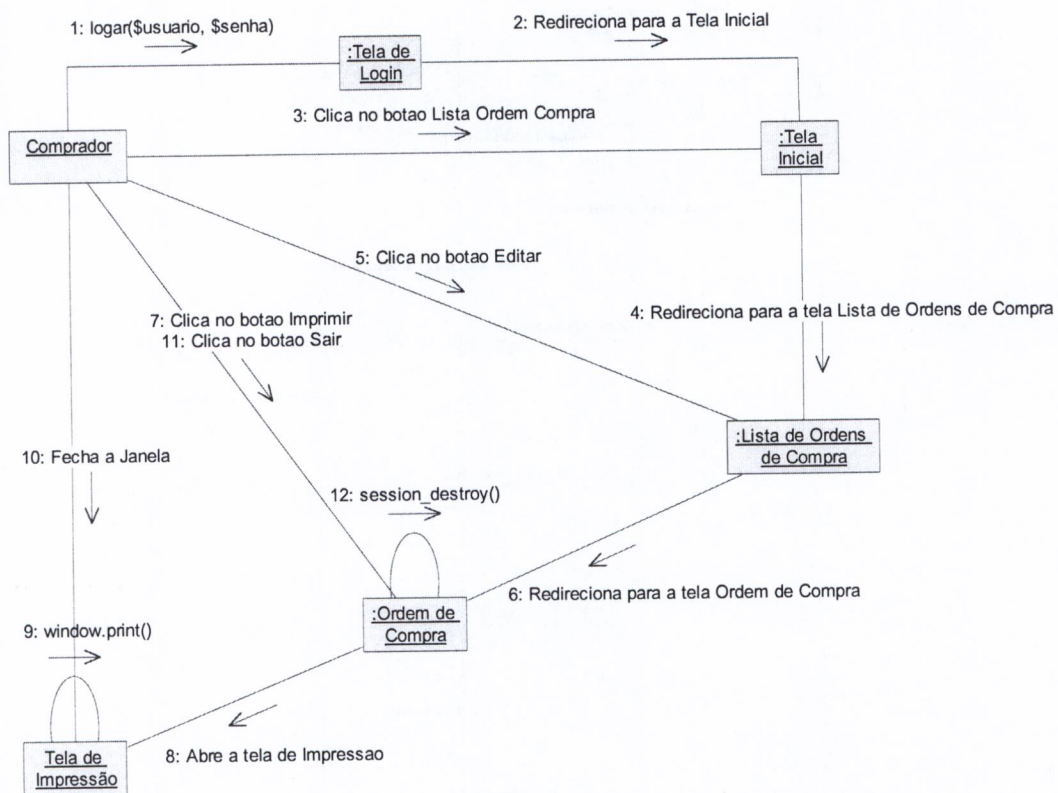 1: logar($usuario, $senha)
2: Redireciona para a Tela Inicial
:Tela de
Login
3: Clica no botao Lista Ordem Compra
Comprador
:Tela
Inicial
5: Clica no botao Editar
7: Clica no botao Imprimir
11: Clica no botao Sair
4: Redireciona para a tela Lista de Ordens de Compra
:Lista de Ordens
de Compra
10: Fecha a Janela
12: session_destroy()
6: Redireciona para a tela Ordem de Compra
:Ordem de
Compra
9: window.print()
8: Abre a tela de Impressao
Tela de
Impressão